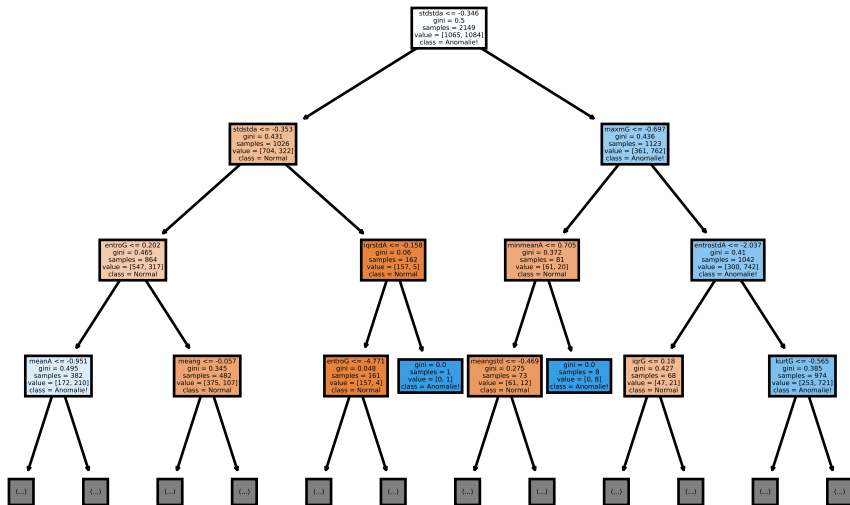 stdstda <= -0.346
gini = 0.5
samples = 2149
value = [1065, 1084]
class = Anomalie!
stdstda <= -0.353
gini = 0.431
samples = 1026
value = [704, 322]
class = Normal
maxmG <= -0.697
gini = 0.436
samples = 1123
value = [361, 762]
class = Anomalie!
entroG <= 0.202
gini = 0.465
samples = 864
value = [547, 317]
class = Normal
iqrstdA <= -0.158
gini = 0.06
samples = 162
value = [157, 5]
class = Normal
minmeanA <= 0.705
gini = 0.372
samples = 81
value = [61, 20]
class = Normal
entrostdA <= -2.037
gini = 0.41
samples = 1042
value = [300, 742]
class = Anomalie!
meanA <= -0.951
gini = 0.495
samples = 382
value = [172, 210]
class = Anomalie!
meang <= -0.057
gini = 0.345
samples = 482
value = [375, 107]
class = Normal
entroG <= -4.771
gini = 0.048
samples = 161
value = [157, 4]
class = Normal
gini = 0.0
samples = 1
value = [0, 1]
class = Anomalie!
meangstd <= -0.469
gini = 0.275
samples = 73
value = [61, 12]
class = Normal
gini = 0.0
samples = 8
value = [0, 8]
class = Anomalie!
iqrG <= 0.18
gini = 0.427
samples = 68
value = [47, 21]
class = Normal
kurtG <= -0.565
gini = 0.385
samples = 974
value = [253, 721]
class = Anomalie!
(...)
(...)
(...)
(...)
(...)
(...)
(...)
(...)
(...)
(...)
(...)
(...)